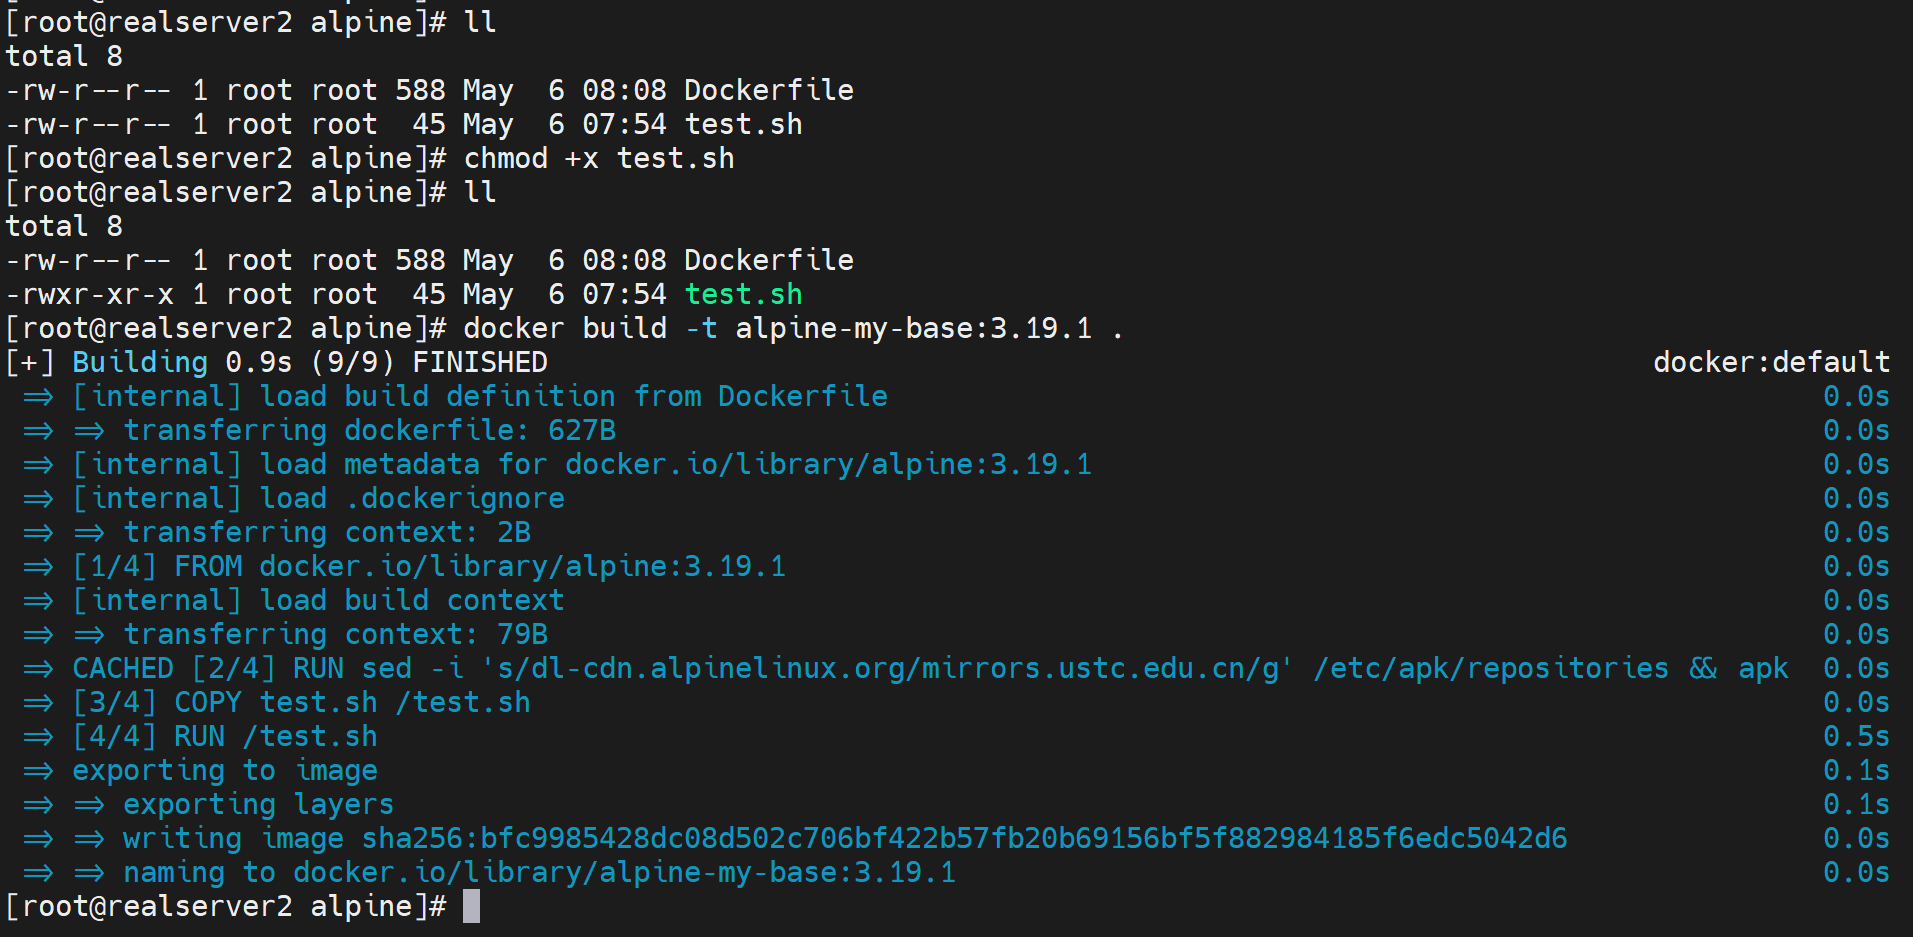 [root@realserver2 alpine]# ll
total 8
-rw-r--r-- 1 root root 588 May  6 08:08 Dockerfile
-rw-r--r-- 1 root root  45 May  6 07:54 test.sh
[root@realserver2 alpine]# chmod +x test.sh
[root@realserver2 alpine]# ll
total 8
-rw-r--r-- 1 root root 588 May  6 08:08 Dockerfile
-rwxr-xr-x 1 root root  45 May  6 07:54 test.sh
[root@realserver2 alpine]# docker build -t alpine-my-base:3.19.1 .
[+] Building 0.9s (9/9) FINISHED docker:default
 => [internal] load build definition from Dockerfile 0.0s
 => => transferring dockerfile: 627B 0.0s
 => [internal] load metadata for docker.io/library/alpine:3.19.1 0.0s
 => [internal] load .dockerignore 0.0s
 => => transferring context: 2B 0.0s
 => [1/4] FROM docker.io/library/alpine:3.19.1 0.0s
 => [internal] load build context 0.0s
 => => transferring context: 79B 0.0s
 => CACHED [2/4] RUN sed -i 's/dl-cdn.alpinelinux.org/mirrors.ustc.edu.cn/g' /etc/apk/repositories && apk 0.0s
 => [3/4] COPY test.sh /test.sh 0.0s
 => [4/4] RUN /test.sh 0.5s
 => exporting to image 0.1s
 => => exporting layers 0.1s
 => => writing image sha256:bfc9985428dc08d502c706bf422b57fb20b69156bf5f882984185f6edc5042d6 0.0s
 => => naming to docker.io/library/alpine-my-base:3.19.1 0.0s
[root@realserver2 alpine]#